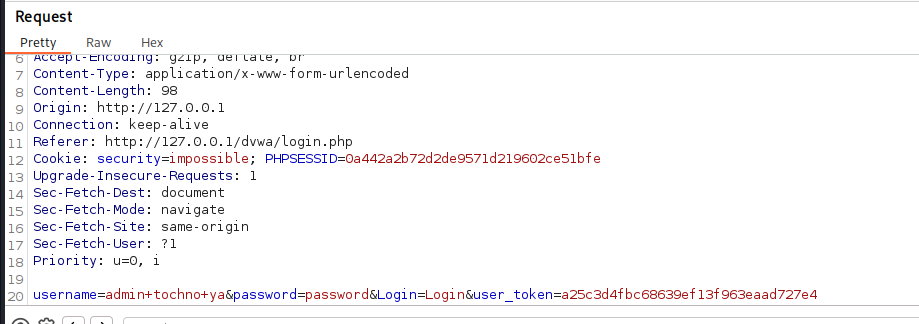 Request
Pretty Raw Hex
6 Accept-Encoding: gzip, deflate, br
7 Content-Type: application/x-www-form-urlencoded
8 Content-Length: 98
9 Origin: http://127.0.0.1
10 Connection: keep-alive
11 Referer: http://127.0.0.1/dvwa/login.php
12 Cookie: security=impossible; PHPSESSID=0a442a2b72d2de9571d219602ce51bfe
13 Upgrade-Insecure-Requests: 1
14 Sec-Fetch-Dest: document
15 Sec-Fetch-Mode: navigate
16 Sec-Fetch-Site: same-origin
17 Sec-Fetch-User: ?1
18 Priority: u=0, i
19
20 username=admin+tochno+ya&password=password&Login=Login&user_token=a25c3d4fbc68639ef13f963eaad727e4